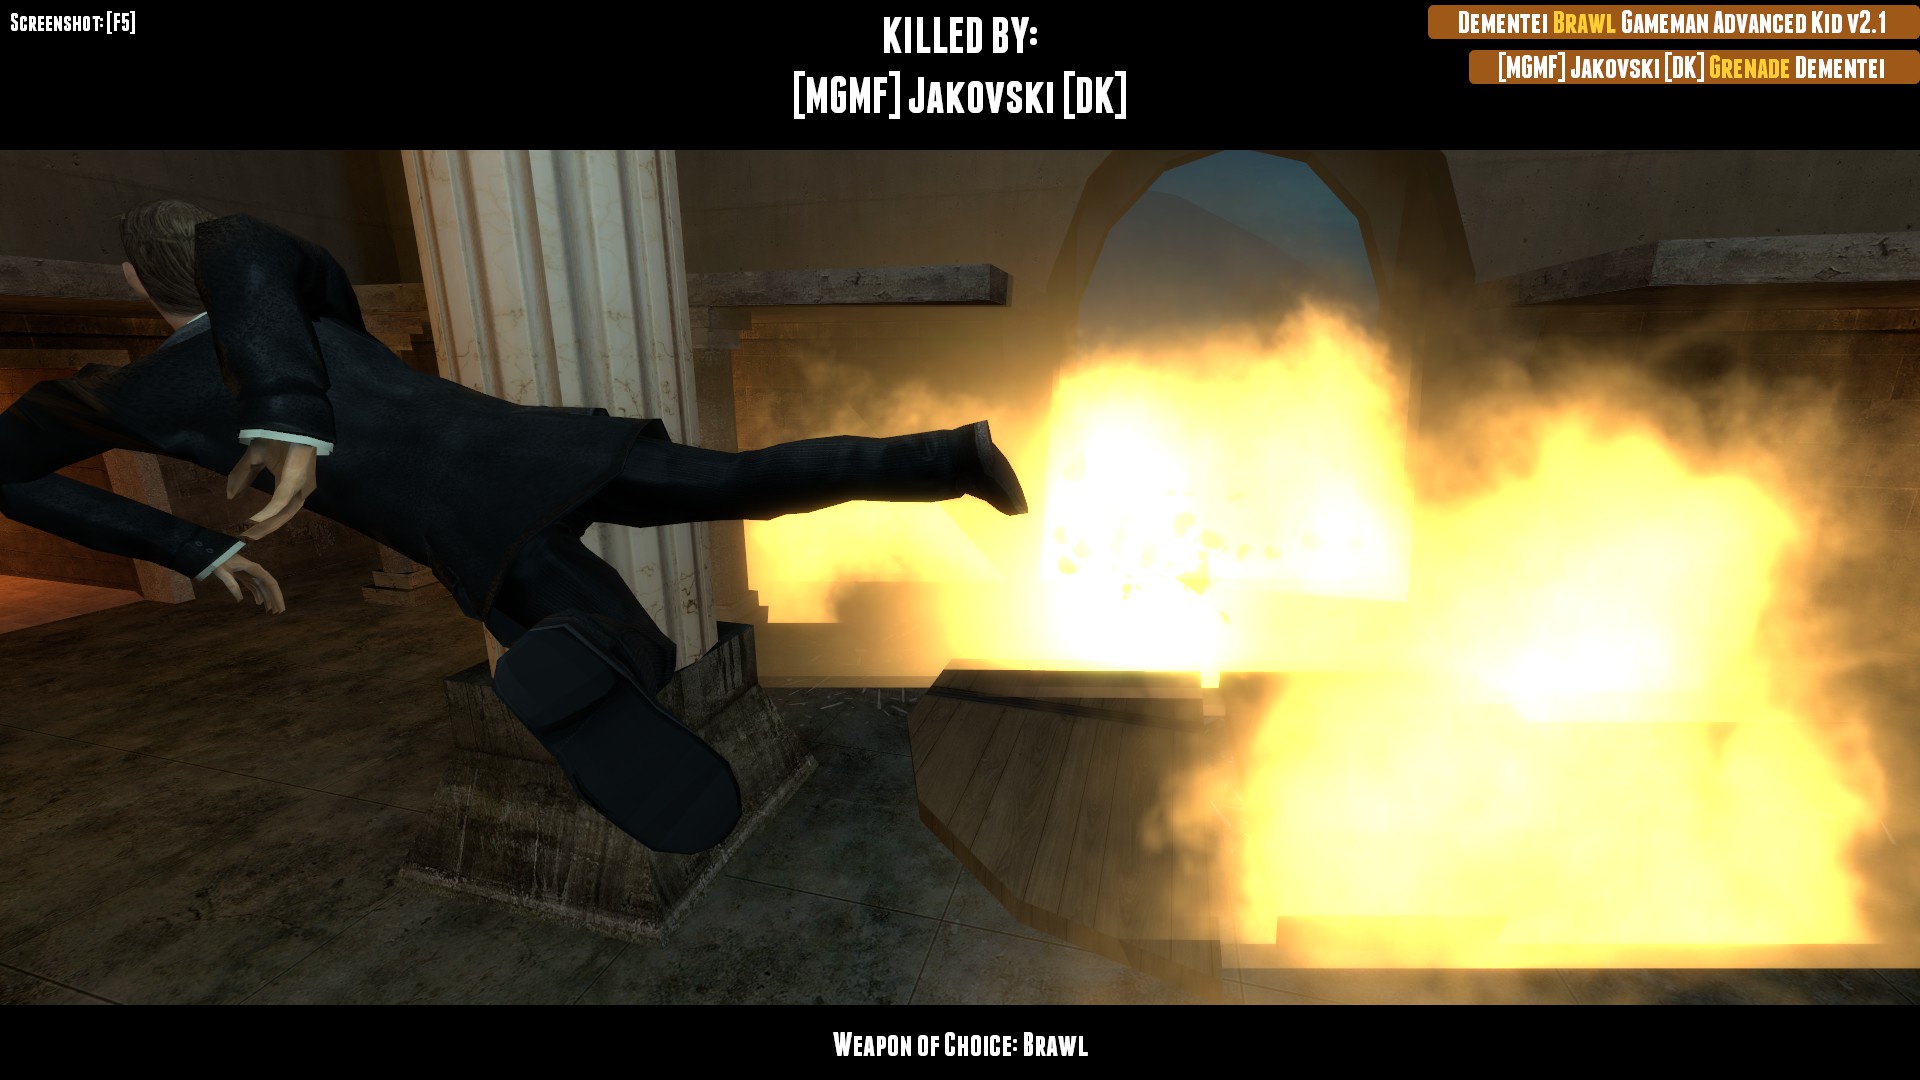 Screenshot: [F5]
KILLED BY:
[MGMF] Jakovski [DK]
Dementei Brawl Gameman Advanced Kid v2.1
[MGMF] Jakovski [DK] Grenade Dementei
Weapon of Choice: Brawl